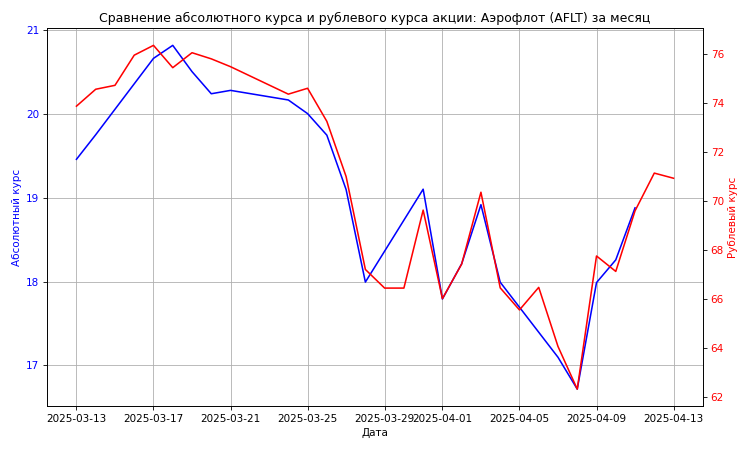 Сравнение абсолютного курса и рублевого курса акции: Аэрофлот (AFLT) за месяц
21
20
19
18
17
Абсолютный курс
76
74
72
70
68
66
64
62
Рублевый курс
2025-03-13 2025-03-17 2025-03-21 2025-03-25 2025-03-29 2025-04-01 2025-04-05 2025-04-09 2025-04-13
Дата